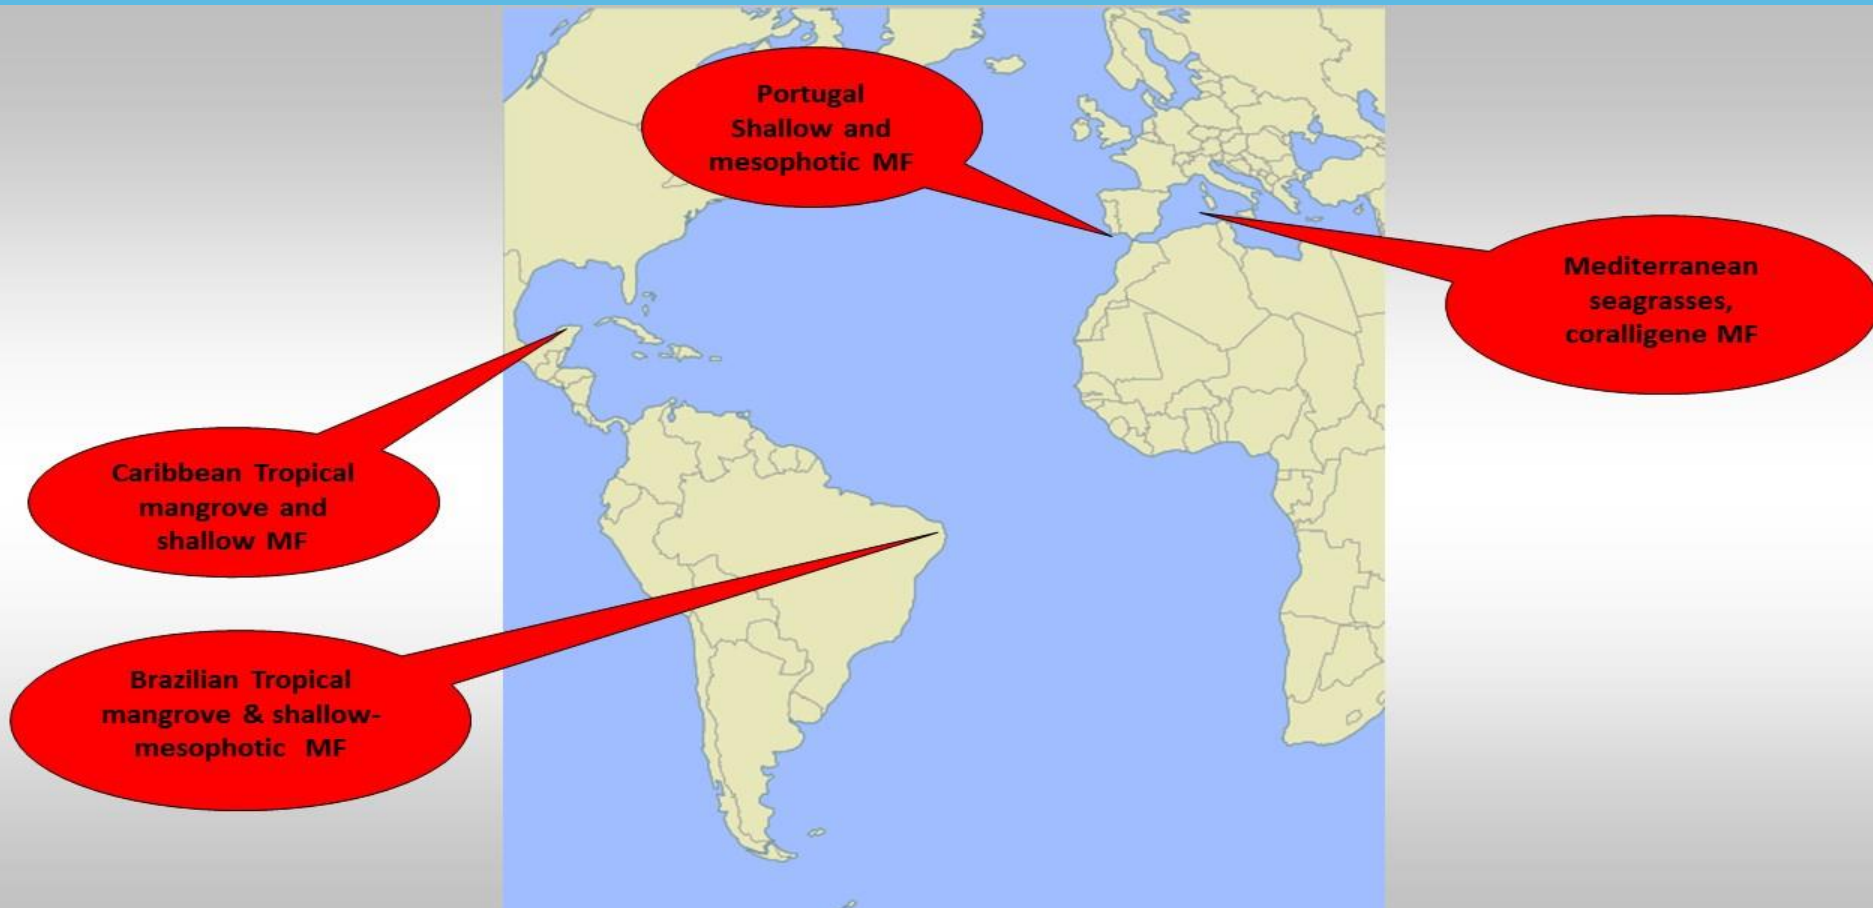 Portugal
Shallow and
mesophotic MF
Mediterranean
seagrasses,
coralligene MF
Caribbean Tropical
mangrove and
shallow MF
Brazilian Tropical
mangrove & shallow-
mesophotic MF